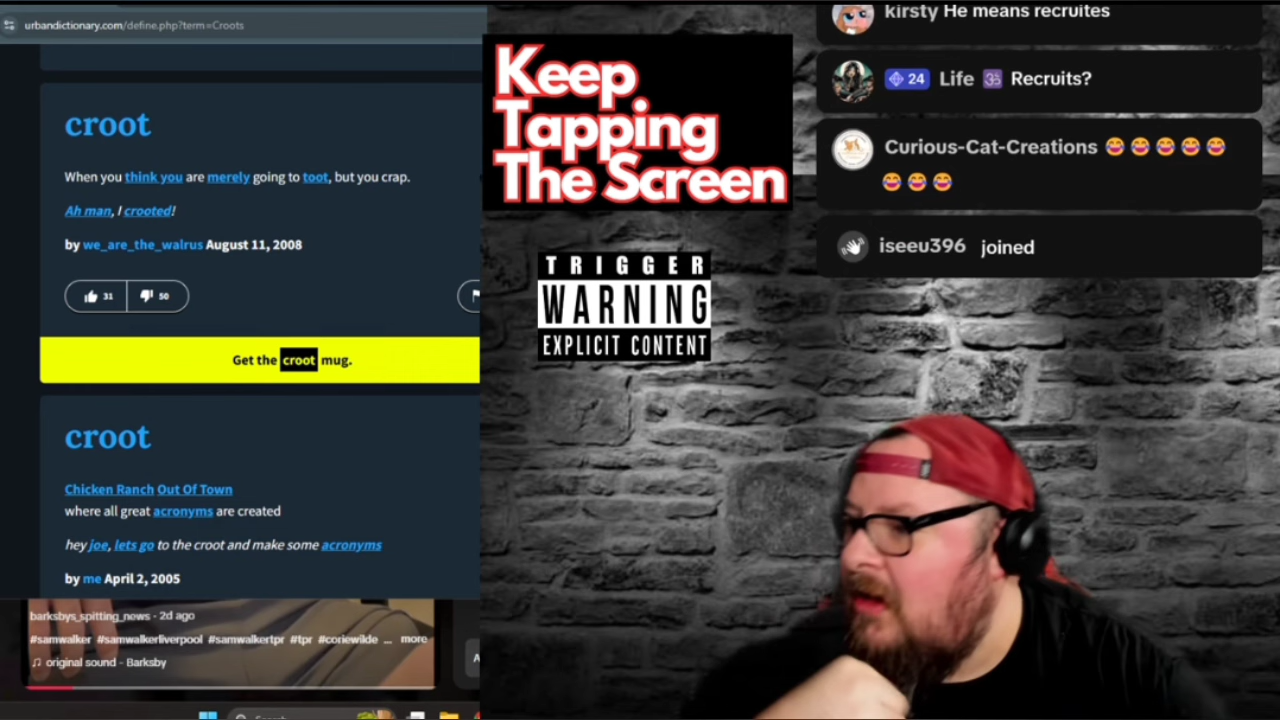 urbandictionary.com/define.php?term=Croots
croot
When you think you are merely going to toot, but you crap.
Ah man, I crooted!
by we_are_the_walrus August 11, 2008
31
50
Get the croot mug.
croot
Chicken Ranch Out Of Town
where all great acronyms are created
hey joe, lets go to the croot and make some acronyms
by me April 2, 2005
barksbys_spitting_news - 2d ago
#samwalker #samwalkerliverpool #samwalkertpr #tpr #coriewilde ... more
original sound - Barksby
Search
Keep
Tapping
The Screen
TRIGGER
WARNING
EXPLICIT CONTENT
kirsty He means recruites
24 Life 🕉 Recruits?
Curious-Cat-Creations 😂😂😂😂😂
😂😂😂
iseeu396 joined